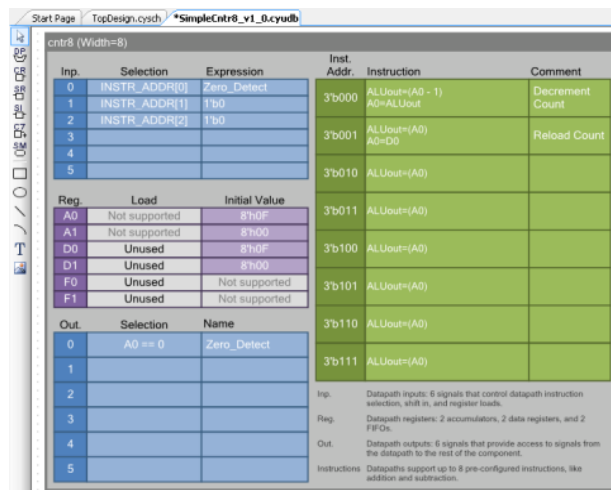 Start Page TopDesign.cysch *SimpleCntr8_v1_0.cyudb
DP
CR
SR
SL
C7
SM
T
cntr8 (Width=8)
Inp. Selection Expression
0 INSTR_ADDR[0] Zero_Detect
1 INSTR_ADDR[1] 1'b0
2 INSTR_ADDR[2] 1'b0
3
4
5
Reg. Load Initial Value
A0 Not supported 8'h0F
A1 Not supported 8'h00
D0 Unused 8'h0F
D1 Unused 8'h00
F0 Unused Not supported
F1 Unused Not supported
Out. Selection Name
0 A0 == 0 Zero_Detect
1
2
3
4
5
Inst.
Addr. Instruction Comment
3'b000 ALUout=(A0 - 1) Decrement
A0=ALUout Count
3'b001 ALUout=(A0) Reload Count
A0=D0
3'b010 ALUout=(A0)
3'b011 ALUout=(A0)
3'b100 ALUout=(A0)
3'b101 ALUout=(A0)
3'b110 ALUout=(A0)
3'b111 ALUout=(A0)
Inp. Datapath inputs: 6 signals that control datapath instruction
selection, shift in, and register loads.
Reg. Datapath registers: 2 accumulators, 2 data registers, and 2
FIFOs.
Out. Datapath outputs: 6 signals that provide access to signals from
the datapath to the rest of the component.
Instructions Datapaths support up to 8 pre-configured instructions, like
addition and subtraction.